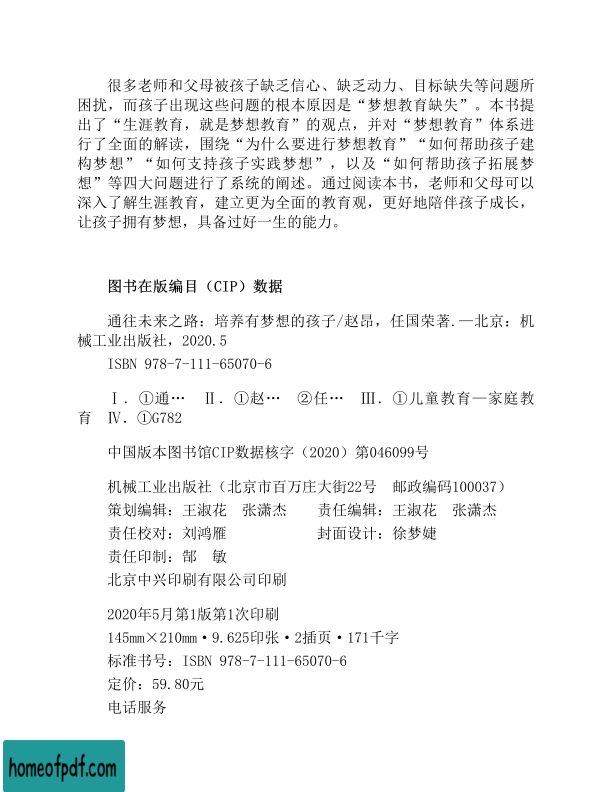 很多老师和父母被孩子缺乏信心、缺乏动力、目标缺失等问题所
困扰，而孩子出现这些问题的根本原因是“梦想教育缺失”。本书提
出了“生涯教育，就是梦想教育”的观点，并对“梦想教育”体系进
行了全面的解读，围绕“为什么要进行梦想教育”“如何帮助孩子建
构梦想”“如何支持孩子实践梦想”，以及“如何帮助孩子拓展梦
想”等四大问题进行了系统的阐述。通过阅读本书，老师和父母可以
深入了解生涯教育，建立更为全面的教育观，更好地陪伴孩子成长，
让孩子拥有梦想，具备过好一生的能力。
图书在版编目（CIP）数据
通往未来之路：培养有梦想的孩子/赵昂，任国荣著.—北京：机
械工业出版社，2020.5
ISBN 978-7-111-65070-6
Ⅰ．①通… Ⅱ．①赵… ②任… Ⅲ．①儿童教育—家庭教
育 Ⅳ．①G782
中国版本图书馆CIP数据核字（2020）第046099号
机械工业出版社（北京市百万庄大街22号 邮政编码100037）
策划编辑：王淑花 张潇杰 责任编辑：王淑花 张潇杰
责任校对：刘鸿雁 封面设计：徐梦婕
责任印制：郜 敏
北京中兴印刷有限公司印刷
2020年5月第1版第1次印刷
145mm×210mm·9.625印张·2插页·171千字
标准书号：ISBN 978-7-111-65070-6
定价：59.80元
电话服务
homeofpdf.com